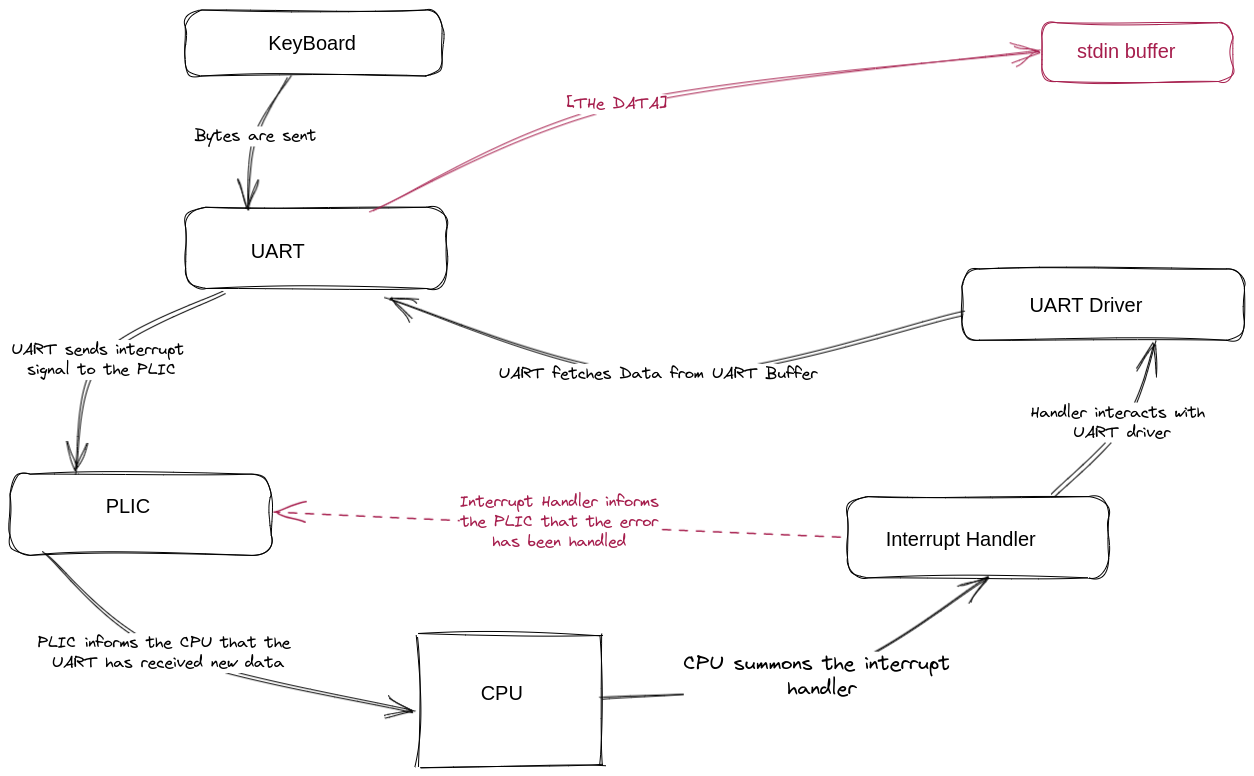 KeyBoard
stdin buffer
[THe DATA]
Bytes are sent
UART
UART Driver
UART sends interrupt
signal to the PLIC
UART fetches Data from UART Buffer
Handler interacts with
UART driver
PLIC
Interrupt Handler informs
the PLIC that the error
has been handled
Interrupt Handler
PLIC informs the CPU that the
UART has received new data
CPU
CPU summons the interrupt
handler